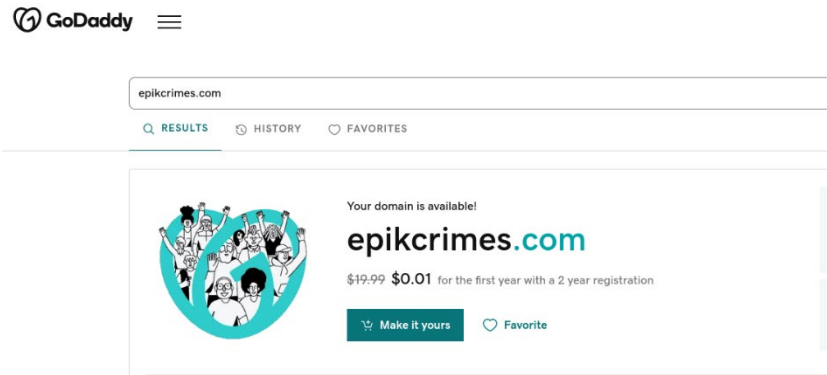 GoDaddy
epikcrimes.com
RESULTS HISTORY FAVORITES
Your domain is available!
epikcrimes.com
$19.99 $0.01 for the first year with a 2 year registration
Make it yours Favorite